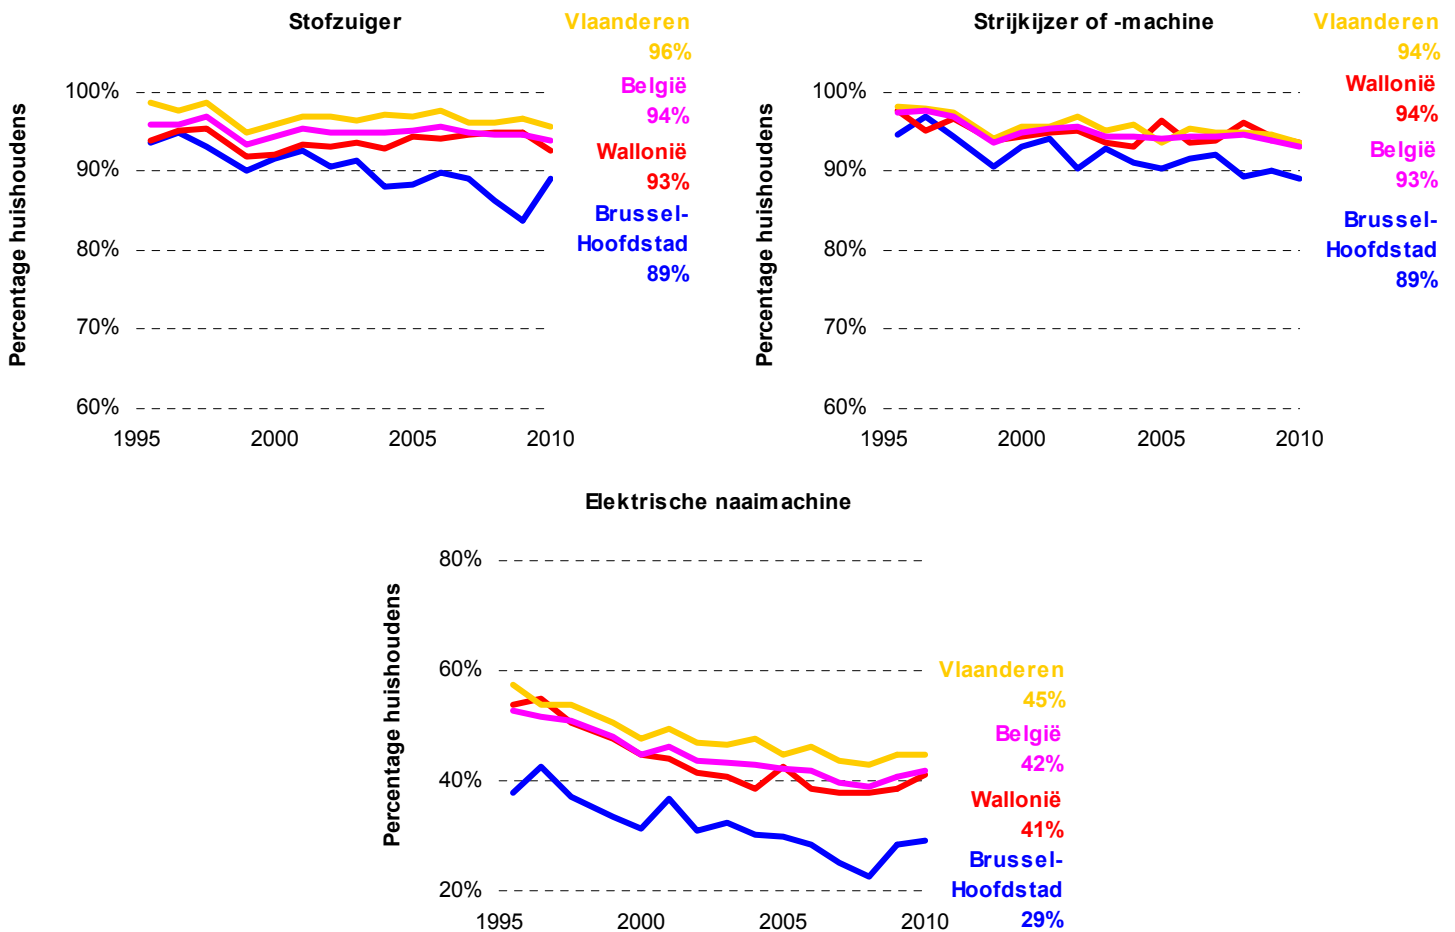 Stofzuiger
Percentage huishoudens
100%
90%
80%
70%
60%
1995
2000
2005
2010
Vlaanderen
96%
België
94%
Wallonië
93%
Brussel-
Hoofdstad
89%
Strijkijzer of -machine
Percentage huishoudens
100%
90%
80%
70%
60%
1995
2000
2005
2010
Vlaanderen
94%
Wallonië
94%
België
93%
Brussel-
Hoofdstad
89%
Elektrische naaimachine
Percentage huishoudens
80%
60%
40%
20%
1995
2000
2005
2010
Vlaanderen
45%
België
42%
Wallonië
41%
Brussel-
Hoofdstad
29%